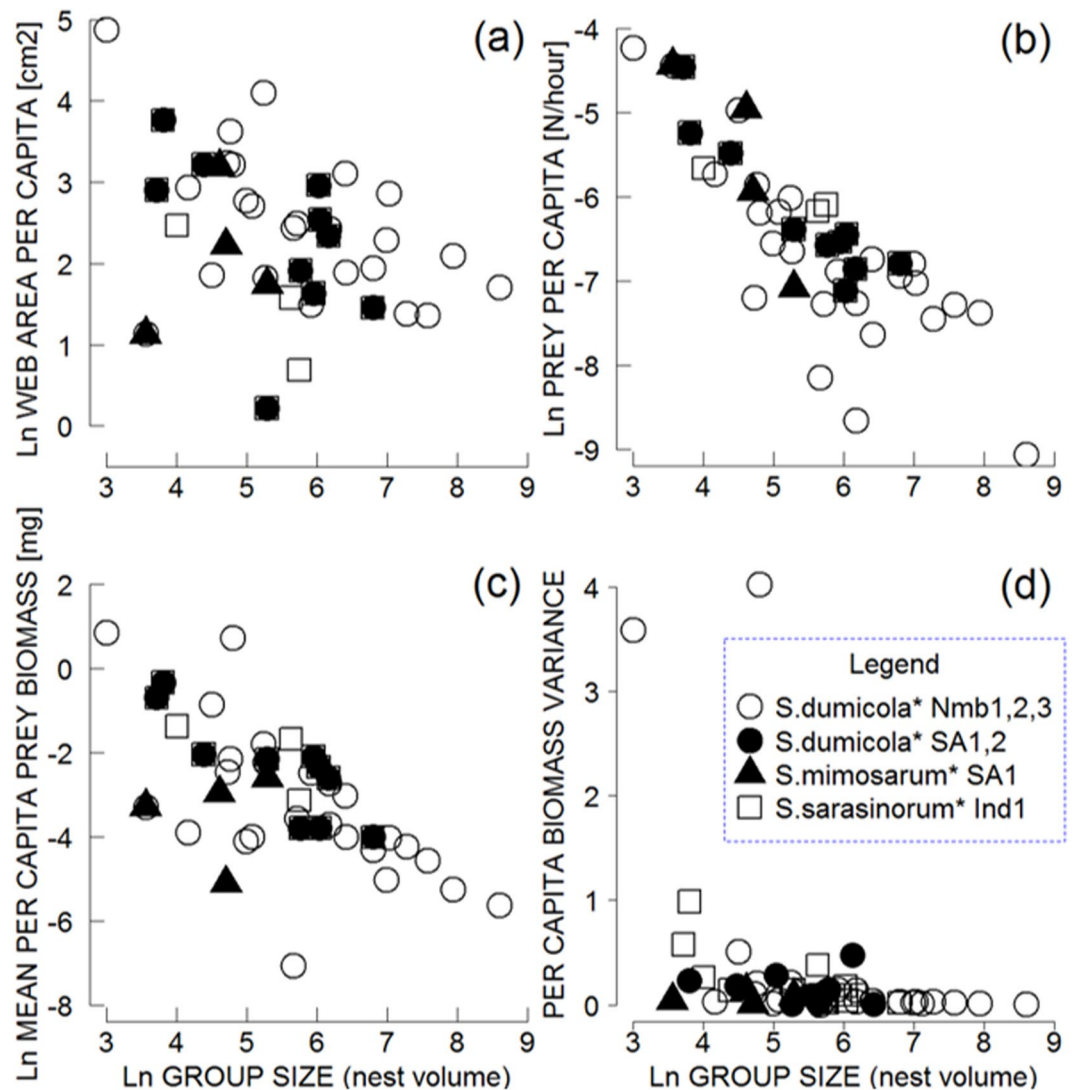 (a)
Ln WEB AREA PER CAPITA [cm2]
5
4
3
2
1
0
3 4 5 6 7 8 9
(b)
Ln PREY PER CAPITA [N/hour]
-4
-5
-6
-7
-8
-9
3 4 5 6 7 8 9
(c)
Ln MEAN PER CAPITA PREY BIOMASS [mg]
2
0
-2
-4
-6
-8
3 4 5 6 7 8 9
Ln GROUP SIZE (nest volume)
(d)
PER CAPITA BIOMASS VARIANCE
4
3
2
1
0
Legend
S.dumicola* Nmb1,2,3
S.dumicola* SA1,2
S.mimosarum* SA1
S.sarasinorum* Ind1
3 4 5 6 7 8 9
Ln GROUP SIZE (nest volume)